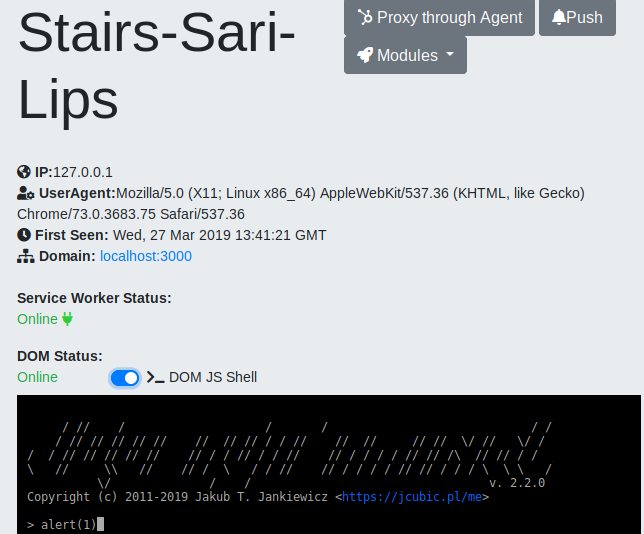 Stairs-Sari-
Lips
Proxy through Agent
Push
Modules
IP:127.0.0.1
UserAgent:Mozilla/5.0 (X11; Linux x86_64) AppleWebKit/537.36 (KHTML, like Gecko)
Chrome/73.0.3683.75 Safari/537.36
First Seen: Wed, 27 Mar 2019 13:41:21 GMT
Domain: localhost:3000
Service Worker Status:
Online
DOM Status:
Online
DOM JS Shell
v. 2.2.0
Copyright (c) 2011-2019 Jakub T. Jankiewicz <https://jcubic.pl/me>
> alert(1)